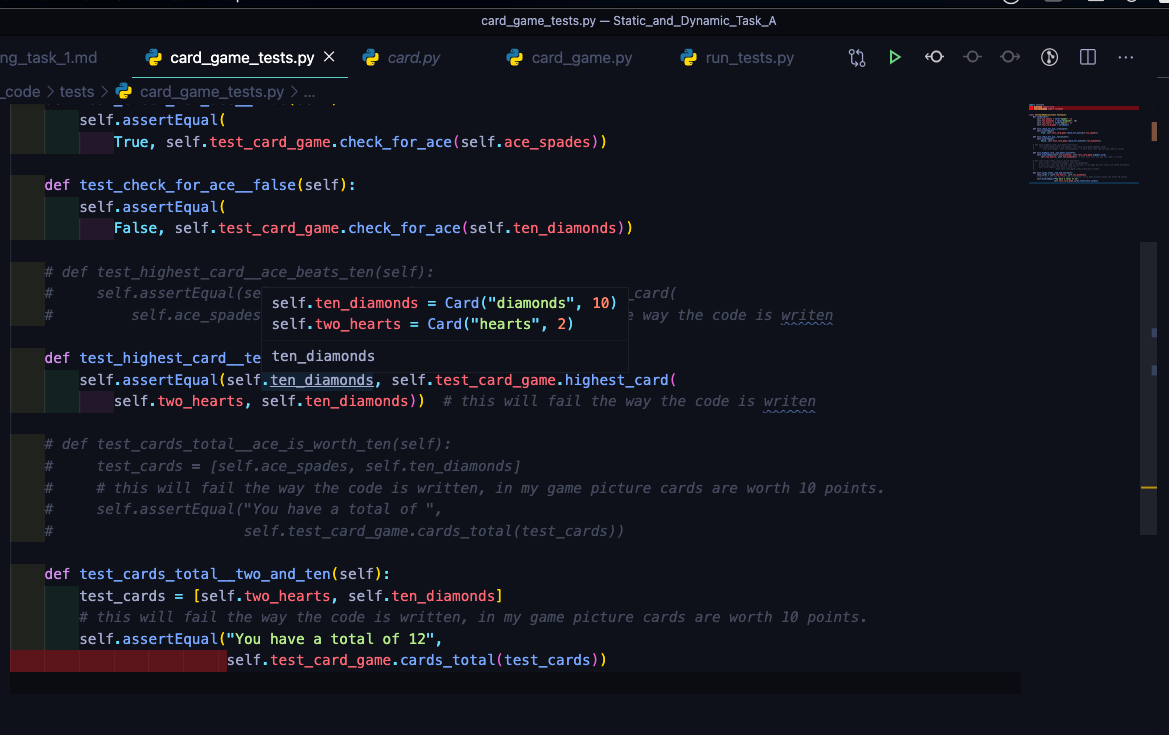 card_game_tests.py — Static_and_Dynamic_Task_A
ng_task_1.md card_game_tests.py card.py card_game.py run_tests.py
_code > tests > card_game_tests.py > ...
self.assertEqual(
True, self.test_card_game.check_for_ace(self.ace_spades))
def test_check_for_ace__false(self):
self.assertEqual(
False, self.test_card_game.check_for_ace(self.ten_diamonds))
# def test_highest_card__ace_beats_ten(self):
# self.assertEqual(se _card(
self.ten_diamonds = Card("diamonds", 10)
# self.ace_spades e way the code is writen
self.two_hearts = Card("hearts", 2)
ten_diamonds
def test_highest_card__te
self.assertEqual(self.ten_diamonds, self.test_card_game.highest_card(
self.two_hearts, self.ten_diamonds)) # this will fail the way the code is writen
# def test_cards_total__ace_is_worth_ten(self):
# test_cards = [self.ace_spades, self.ten_diamonds]
# # this will fail the way the code is written, in my game picture cards are worth 10 points.
# self.assertEqual("You have a total of ",
# self.test_card_game.cards_total(test_cards))
def test_cards_total__two_and_ten(self):
test_cards = [self.two_hearts, self.ten_diamonds]
# this will fail the way the code is written, in my game picture cards are worth 10 points.
self.assertEqual("You have a total of 12",
self.test_card_game.cards_total(test_cards))